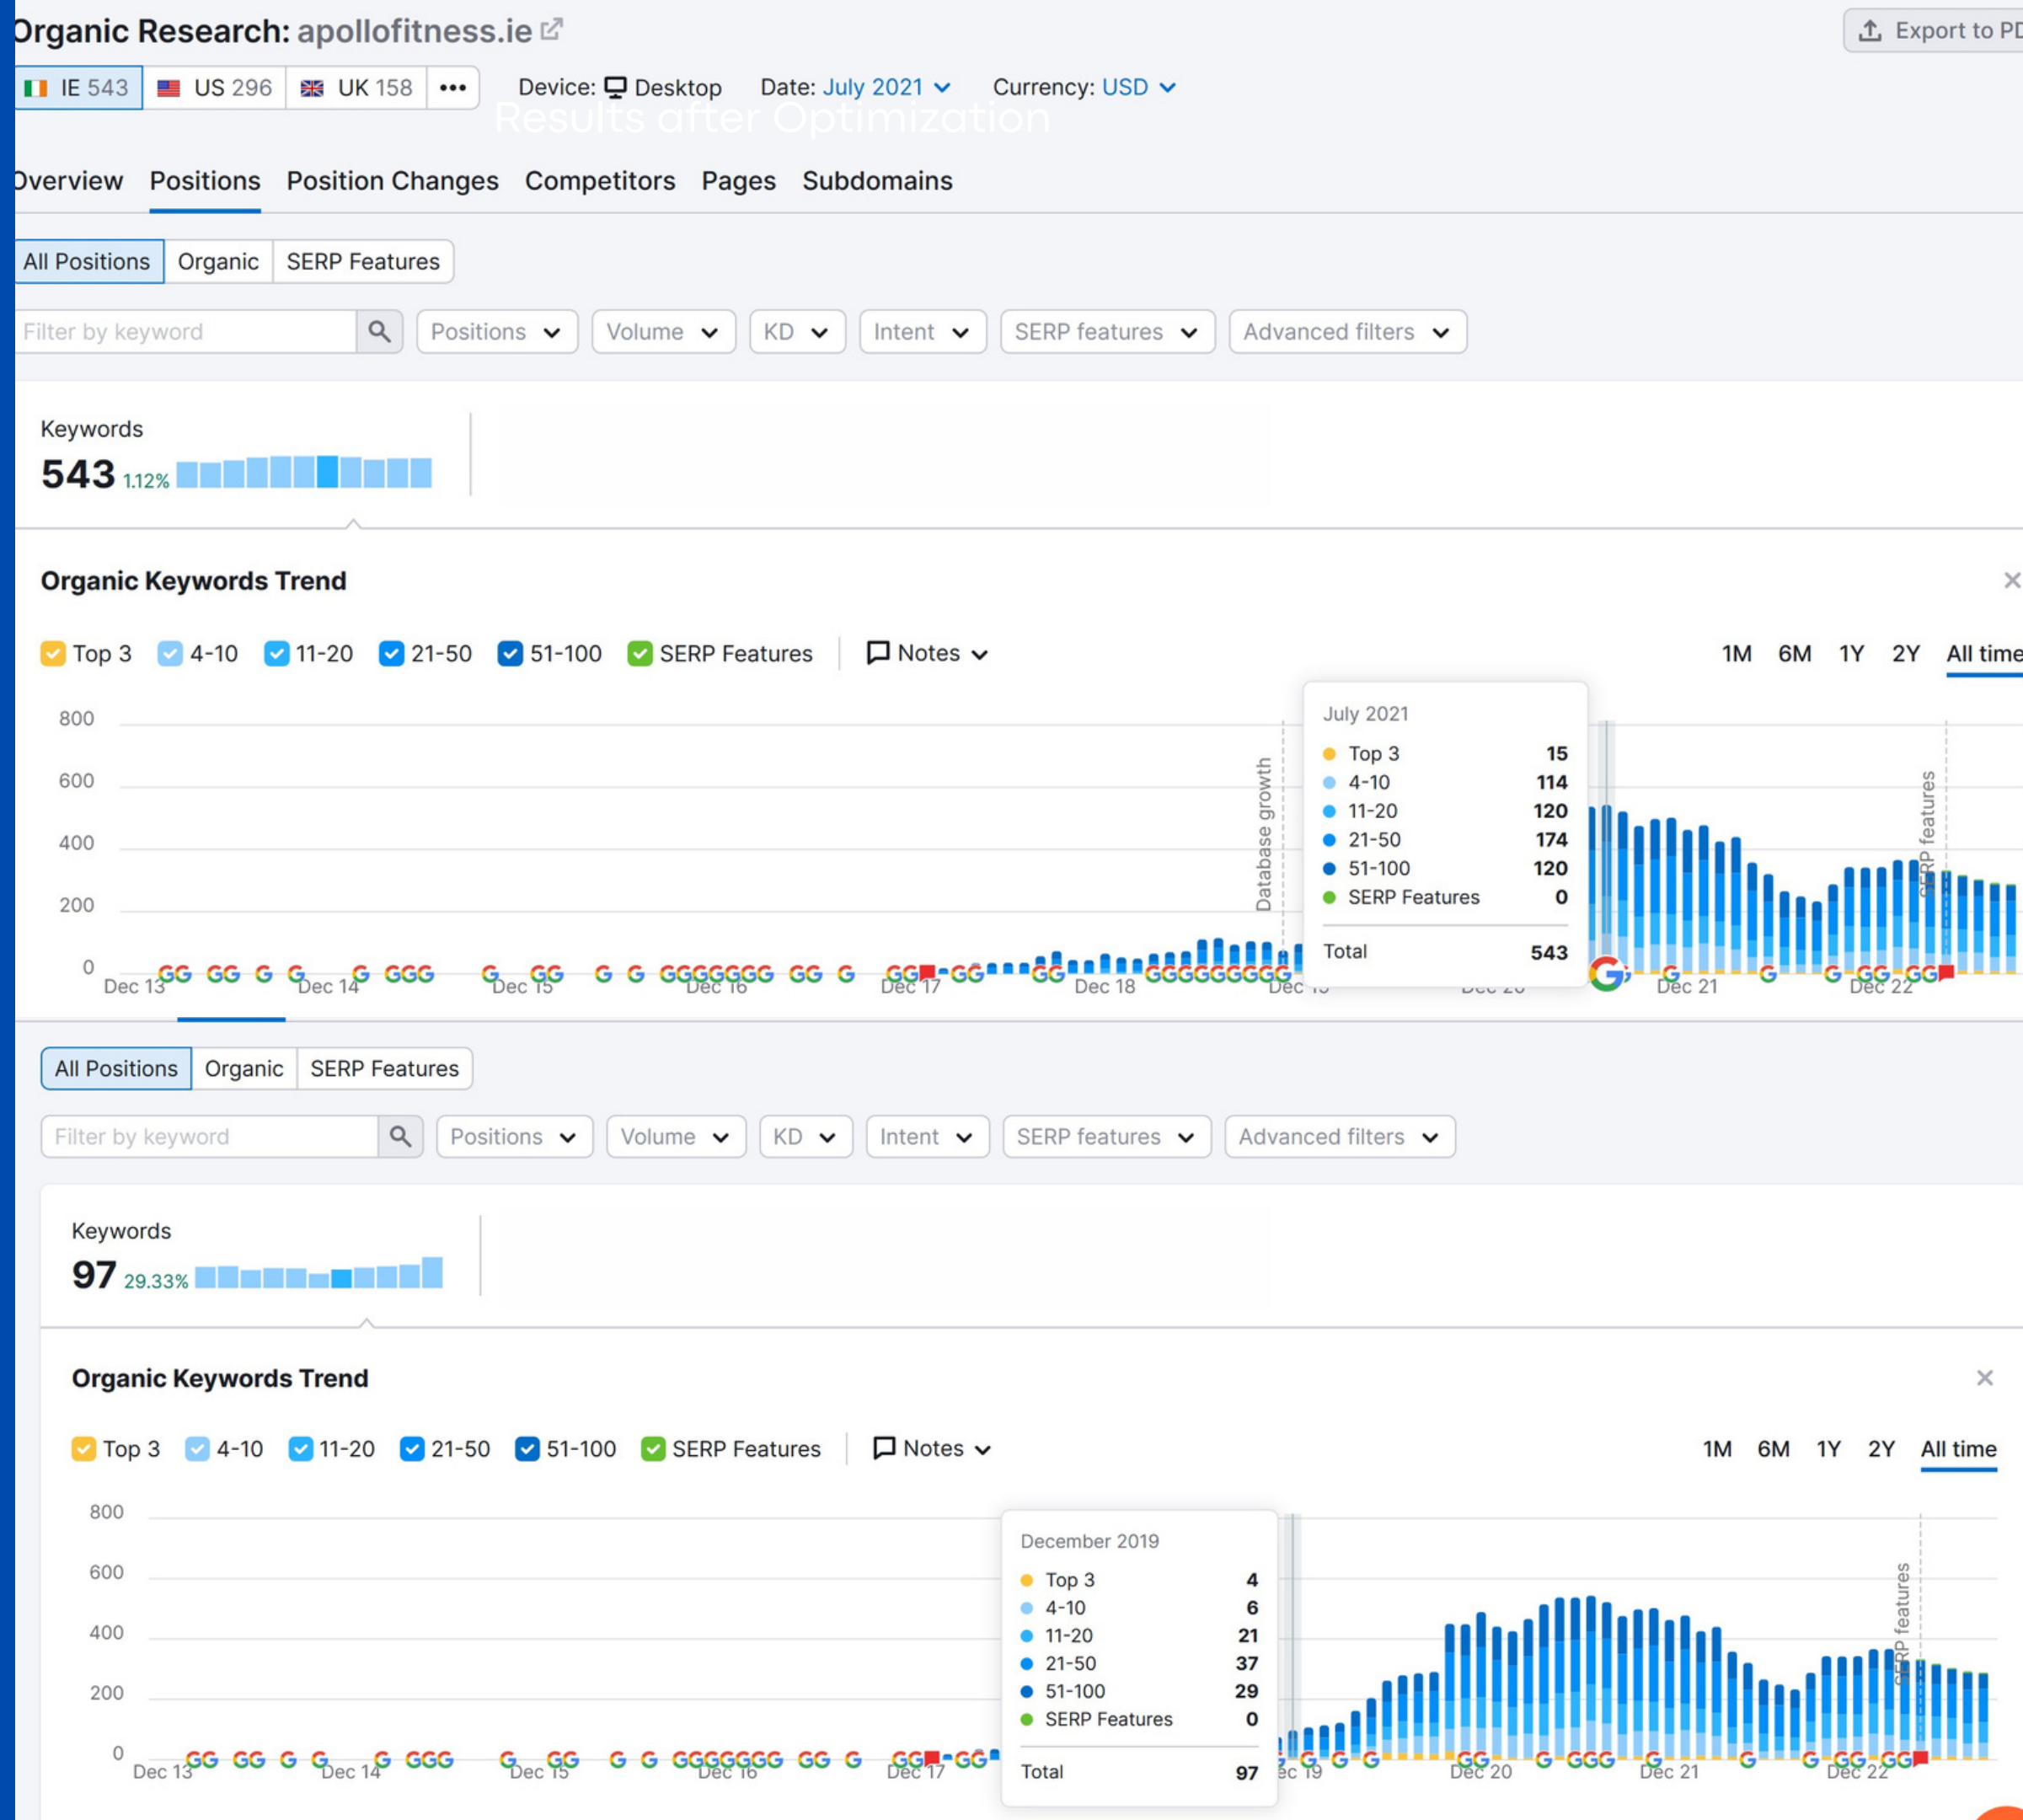 Organic Research: apollofitness.ie
Export to PD
IE 543 US 296 UK 158 ••• Device: Desktop Date: July 2021 Currency: USD
Results after Optimization
Overview Positions Position Changes Competitors Pages Subdomains
All Positions Organic SERP Features
Filter by keyword Positions Volume KD Intent SERP features Advanced filters
Keywords
543 1.12%
Organic Keywords Trend
Top 3 4-10 11-20 21-50 51-100 SERP Features Notes 1M 6M 1Y 2Y All time
800
600
400
200
0
Database growth
July 2021
Top 3 15
4-10 114
11-20 120
21-50 174
51-100 120
SERP Features 0
Total 543
SERP features
Dec 13 Dec 14 Dec 15 Dec 16 Dec 17 Dec 18 Dec 21 Dec 22
All Positions Organic SERP Features
Filter by keyword Positions Volume KD Intent SERP features Advanced filters
Keywords
97 29.33%
Organic Keywords Trend
Top 3 4-10 11-20 21-50 51-100 SERP Features Notes 1M 6M 1Y 2Y All time
800
600
400
200
0
December 2019
Top 3 4
4-10 6
11-20 21
21-50 37
51-100 29
SERP Features 0
Total 97
SERP features
Dec 13 Dec 14 Dec 15 Dec 16 Dec 17 ec 19 Dec 20 Dec 21 Dec 22